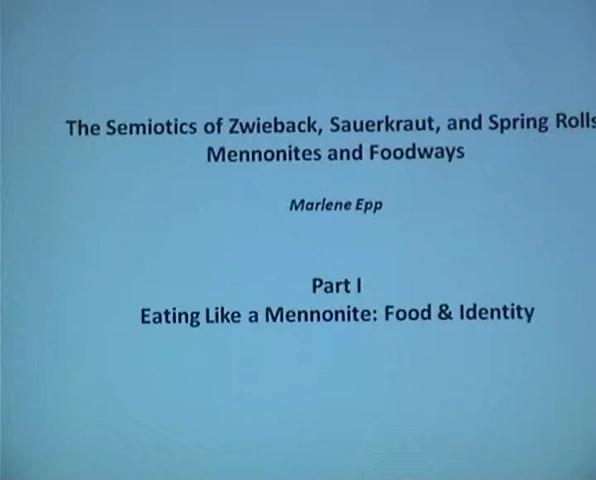 The Semiotics of Zwieback, Sauerkraut, and Spring Rolls
Mennonites and Foodways
Marlene Epp
Part I
Eating Like a Mennonite: Food & Identity